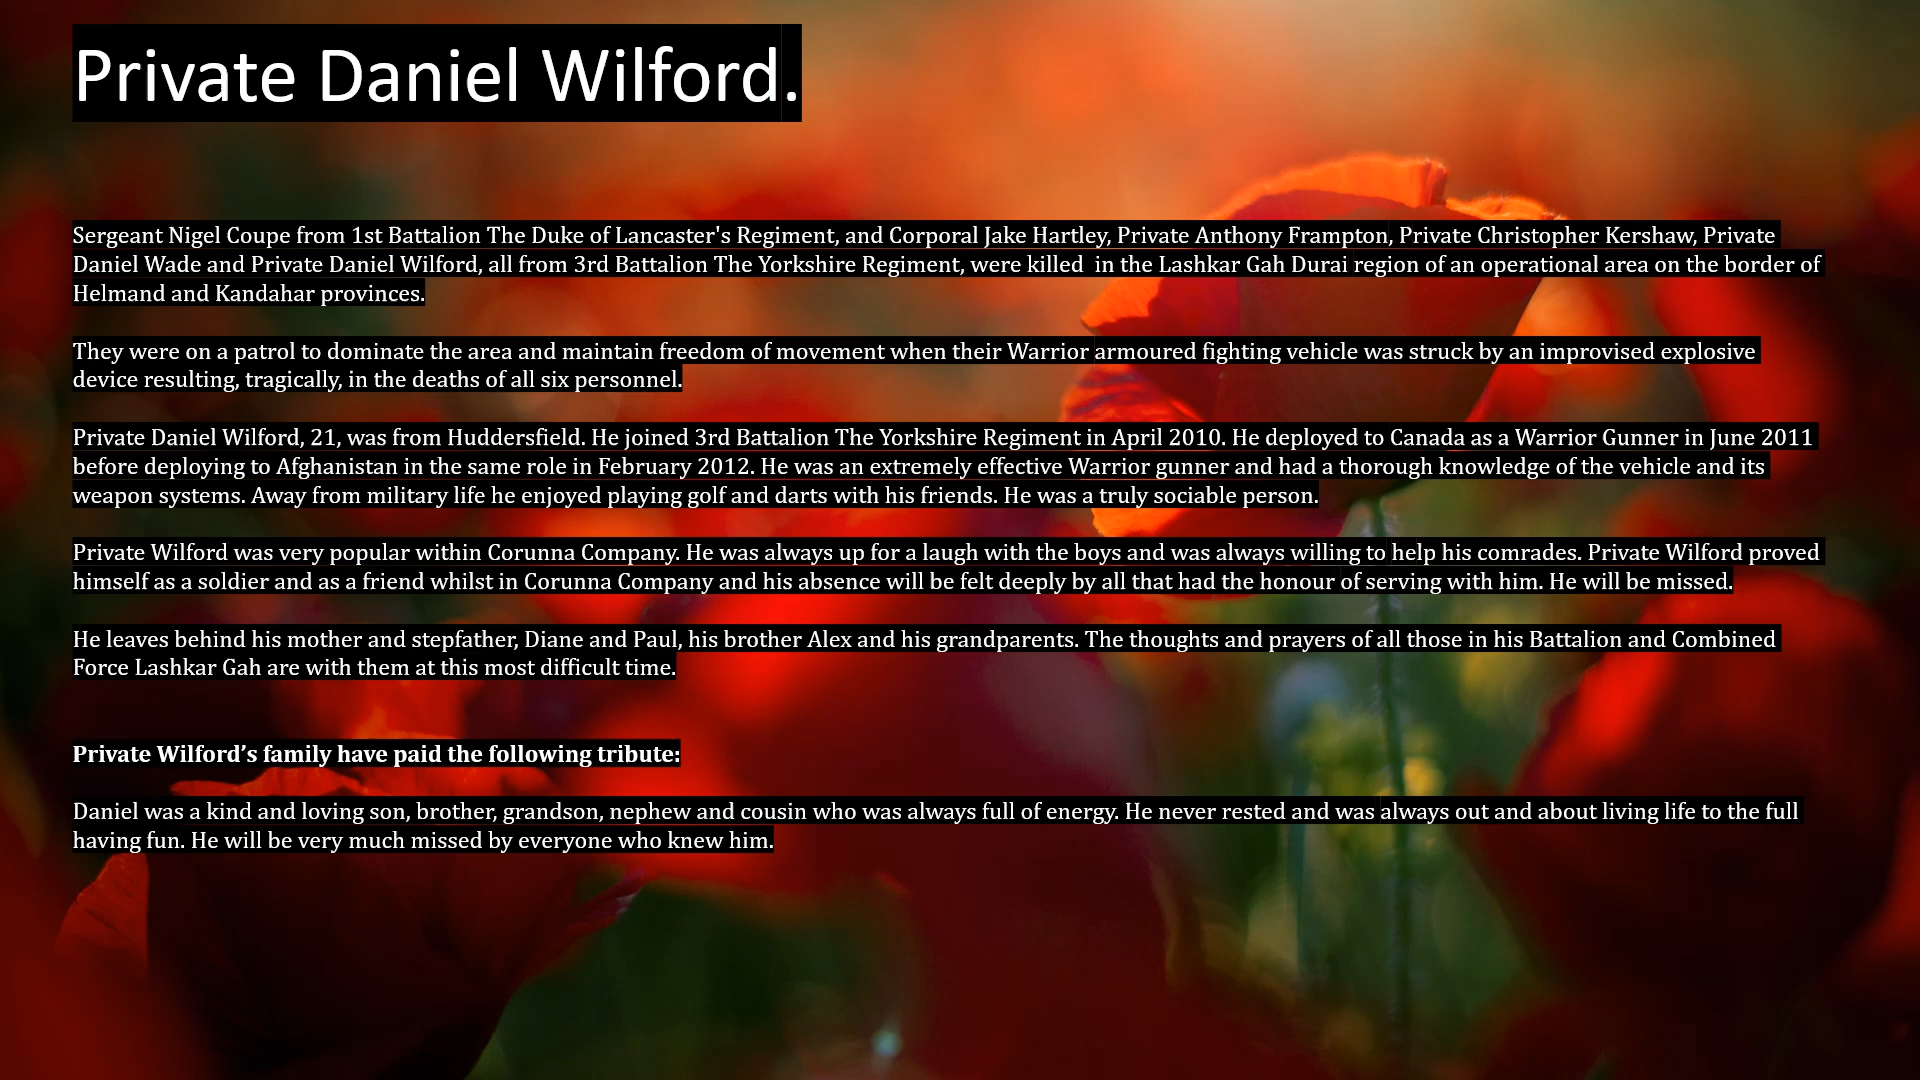 Private Daniel Wilford.
Sergeant Nigel Coupe from 1st Battalion The Duke of Lancaster's Regiment, and Corporal Jake Hartley, Private Anthony Frampton, Private Christopher Kershaw, Private
Daniel Wade and Private Daniel Wilford, all from 3rd Battalion The Yorkshire Regiment, were killed  in the Lashkar Gah Durai region of an operational area on the border of
Helmand and Kandahar provinces.
They were on a patrol to dominate the area and maintain freedom of movement when their Warrior armoured fighting vehicle was struck by an improvised explosive
device resulting, tragically, in the deaths of all six personnel.
Private Daniel Wilford, 21, was from Huddersfield. He joined 3rd Battalion The Yorkshire Regiment in April 2010. He deployed to Canada as a Warrior Gunner in June 2011
before deploying to Afghanistan in the same role in February 2012. He was an extremely effective Warrior gunner and had a thorough knowledge of the vehicle and its
weapon systems. Away from military life he enjoyed playing golf and darts with his friends. He was a truly sociable person.
Private Wilford was very popular within Corunna Company. He was always up for a laugh with the boys and was always willing to help his comrades. Private Wilford proved
himself as a soldier and as a friend whilst in Corunna Company and his absence will be felt deeply by all that had the honour of serving with him. He will be missed.
He leaves behind his mother and stepfather, Diane and Paul, his brother Alex and his grandparents. The thoughts and prayers of all those in his Battalion and Combined
Force Lashkar Gah are with them at this most difficult time.
Private Wilford’s family have paid the following tribute:
Daniel was a kind and loving son, brother, grandson, nephew and cousin who was always full of energy. He never rested and was always out and about living life to the full
having fun. He will be very much missed by everyone who knew him.